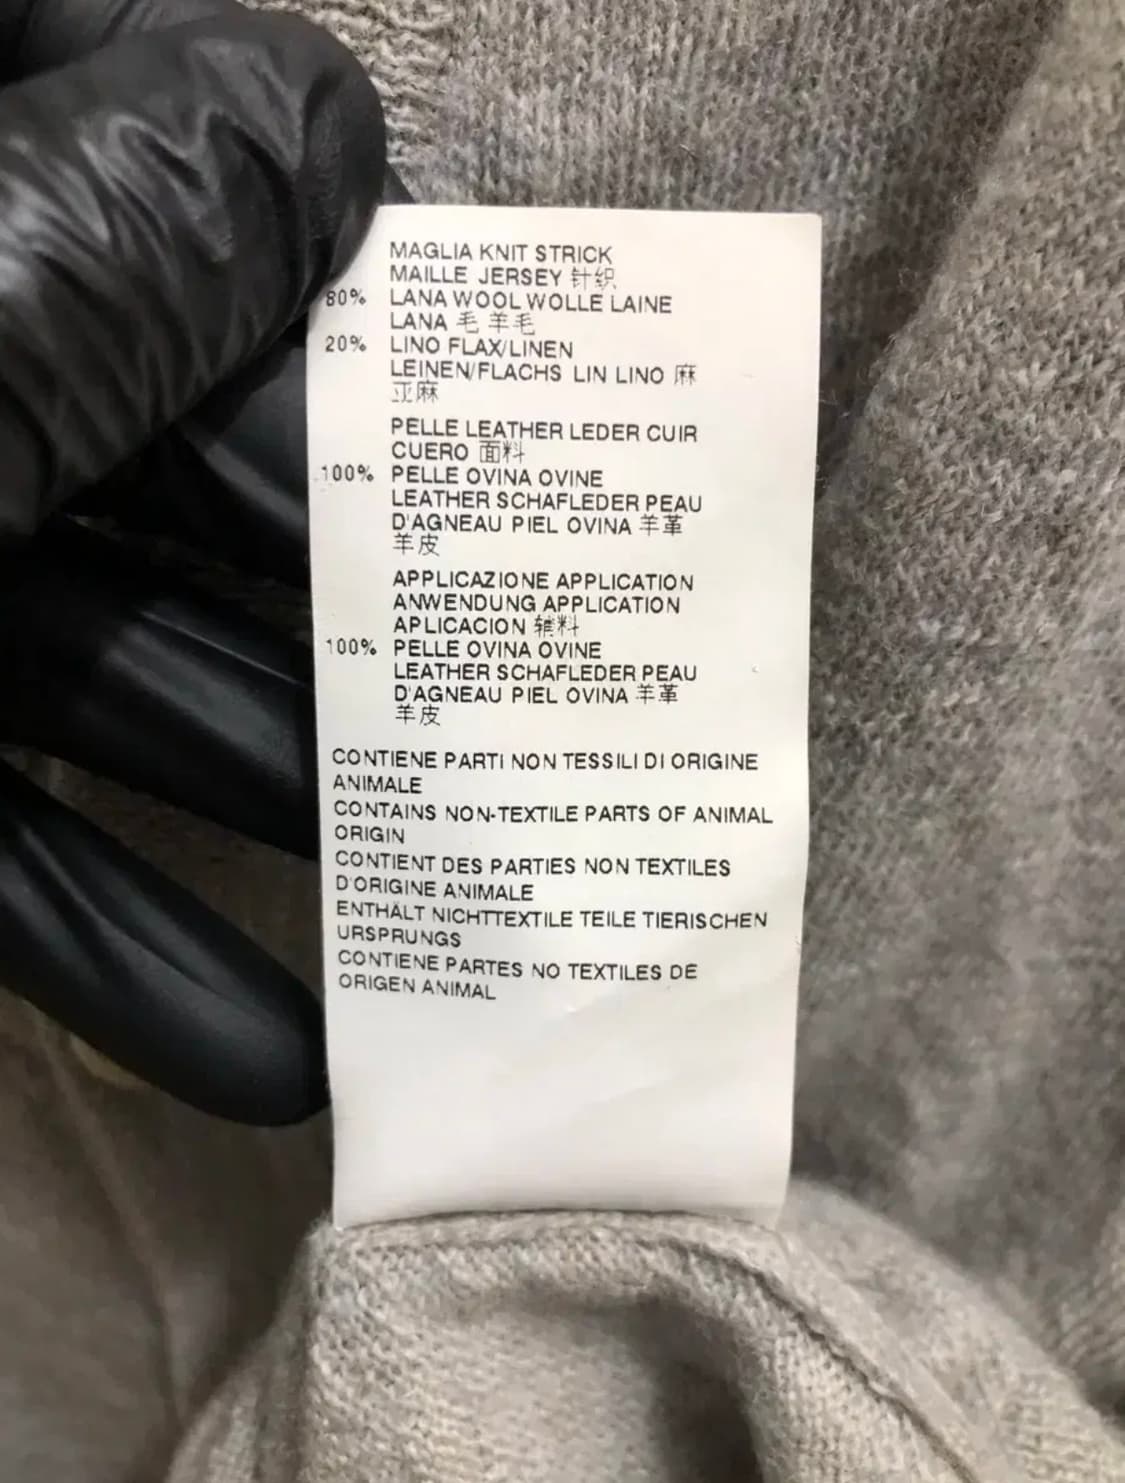 MAGLIA KNIT STRICK
MAILLE JERSEY 针织
80% LANA WOOL WOLLE LAINE
LANA 毛 羊毛
20% LINO FLAX/LINEN
LEINEN/FLACHS LIN LINO 麻
亚麻
PELLE LEATHER LEDER CUIR
CUERO 面料
100% PELLE OVINA OVINE
LEATHER SCHAFLEDER PEAU
D'AGNEAU PIEL OVINA 羊革
羊皮
APPLICAZIONE APPLICATION
ANWENDUNG APPLICATION
APLICACION 辅料
100% PELLE OVINA OVINE
LEATHER SCHAFLEDER PEAU
D'AGNEAU PIEL OVINA 羊革
羊皮
CONTIENE PARTI NON TESSILI DI ORIGINE
ANIMALE
CONTAINS NON-TEXTILE PARTS OF ANIMAL
ORIGIN
CONTIENT DES PARTIES NON TEXTILES
D'ORIGINE ANIMALE
ENTHÄLT NICHTTEXTILE TEILE TIERISCHEN
URSPRUNGS
CONTIENE PARTES NO TEXTILES DE
ORIGEN ANIMAL